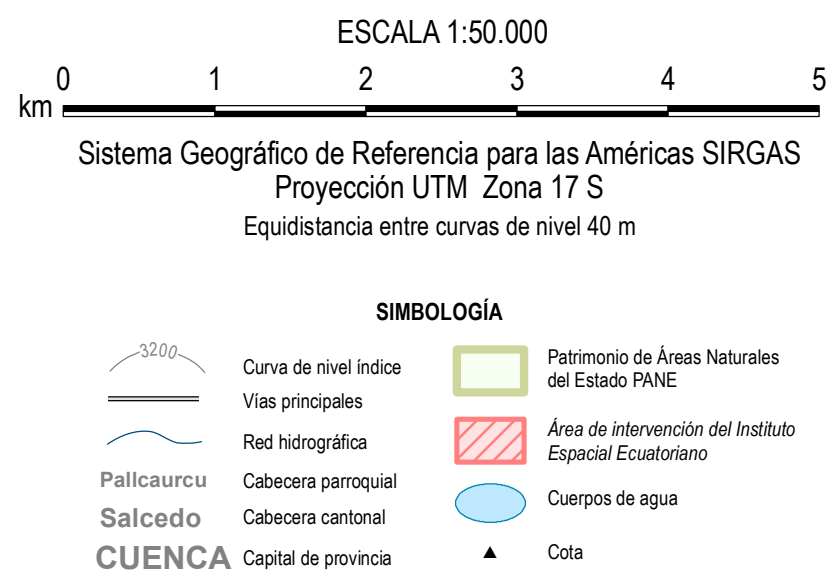 ESCALA 1:50.000
0 1 2 3 4 5
km
Sistema Geográfico de Referencia para las Américas SIRGAS
Proyección UTM Zona 17 S
Equidistancia entre curvas de nivel 40 m
SIMBOLOGÍA
3200
Curva de nivel índice
Vías principales
Red hidrográfica
Pallcaurcu Cabecera parroquial
Salcedo Cabecera cantonal
CUENCA Capital de provincia
Patrimonio de Áreas Naturales
del Estado PANE
Área de intervención del Instituto
Espacial Ecuatoriano
Cuerpos de agua
Cota